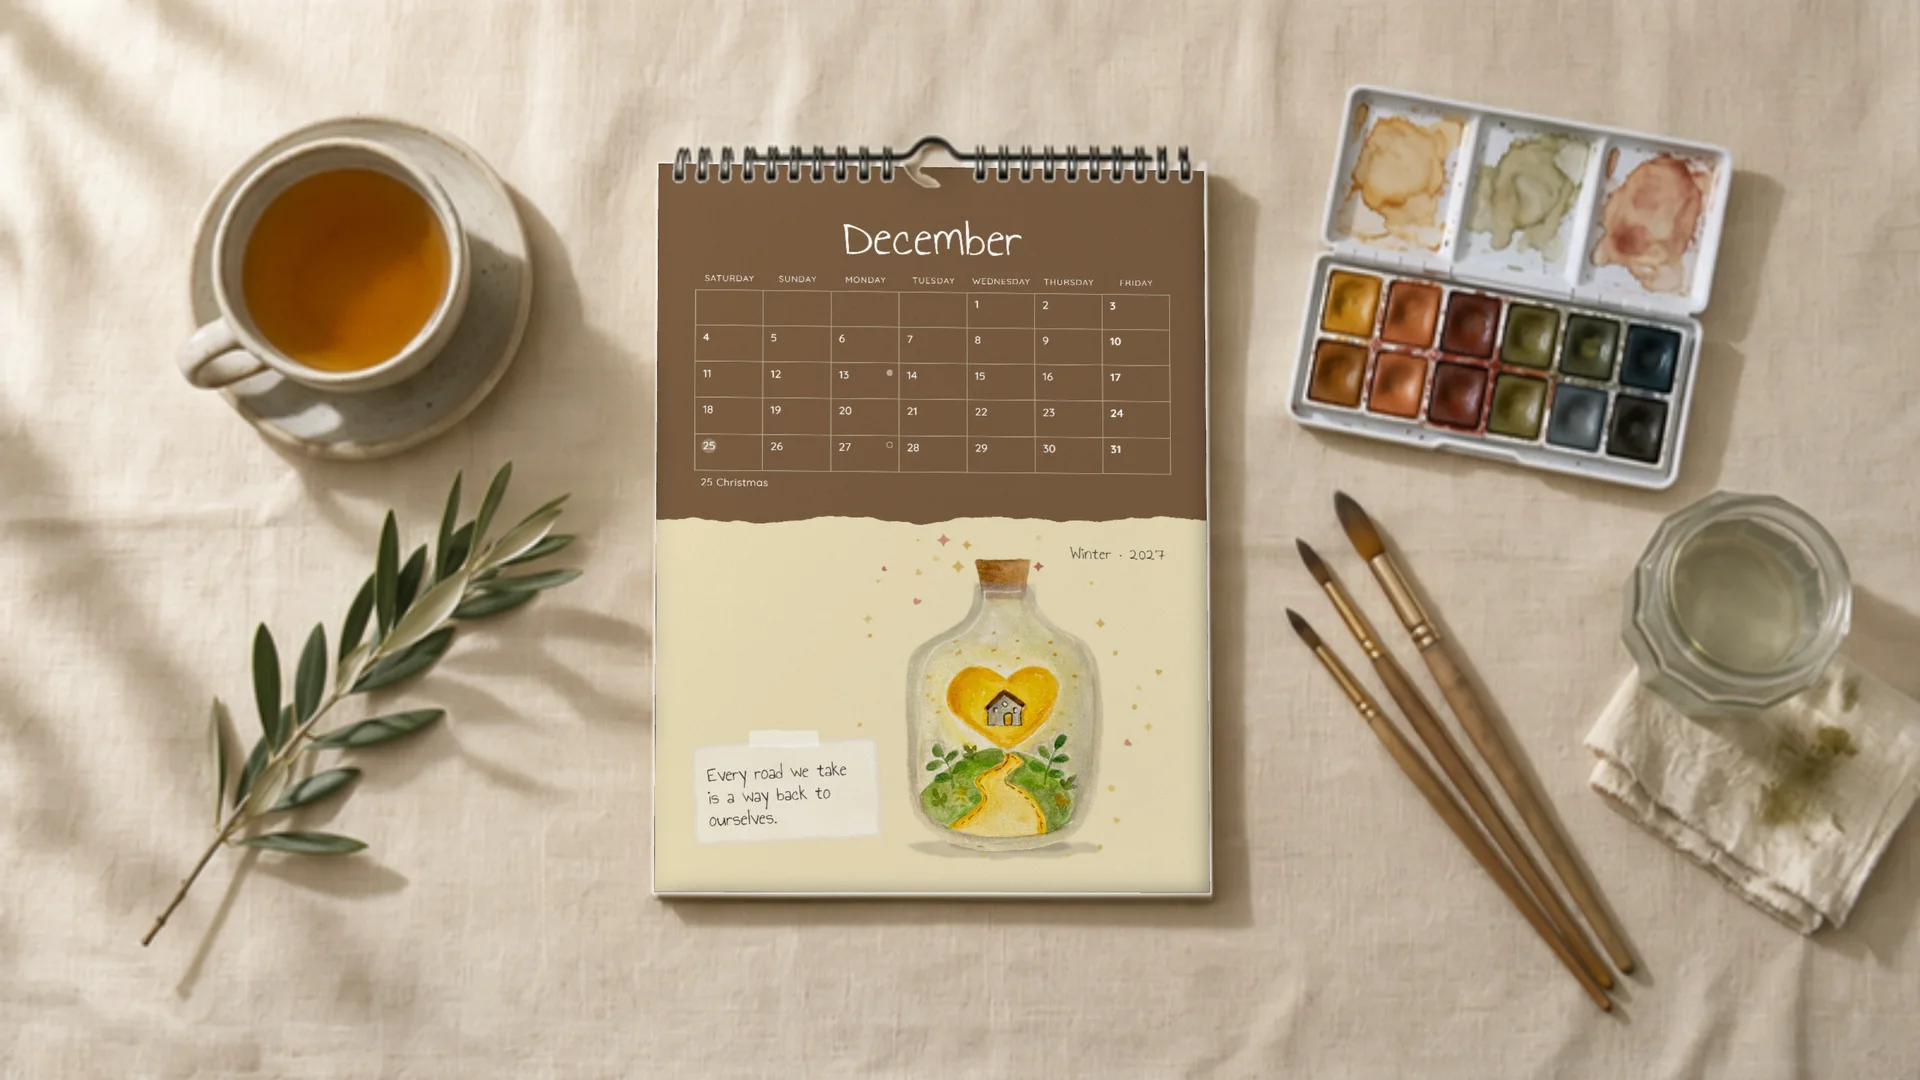 December
SATURDAY SUNDAY MONDAY TUESDAY WEDNESDAY THURSDAY FRIDAY
1 2 3
4 5 6 7 8 9 10
11 12 13 14 15 16 17
18 19 20 21 22 23 24
25 26 27 28 29 30 31
25 Christmas
Winter · 2027
Every road we take
is a way back to
ourselves.